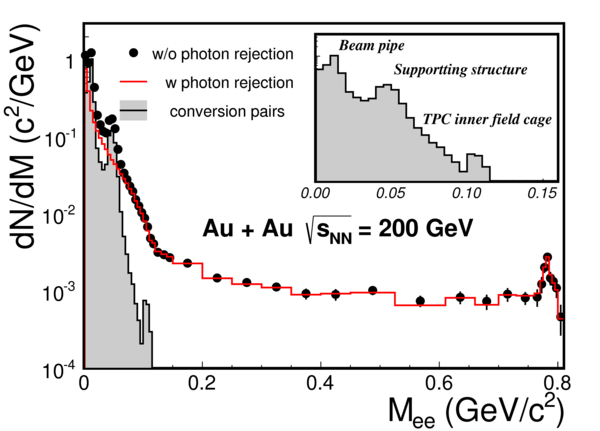 dN/dM (c²/GeV)
1
10⁻¹
10⁻²
10⁻³
10⁻⁴
w/o photon rejection
w photon rejection
conversion pairs
Beam pipe
Supportting structure
TPC inner field cage
0.00 0.05 0.10 0.15
Au + Au √sNN = 200 GeV
0 0.2 0.4 0.6 0.8
Mee (GeV/c²)